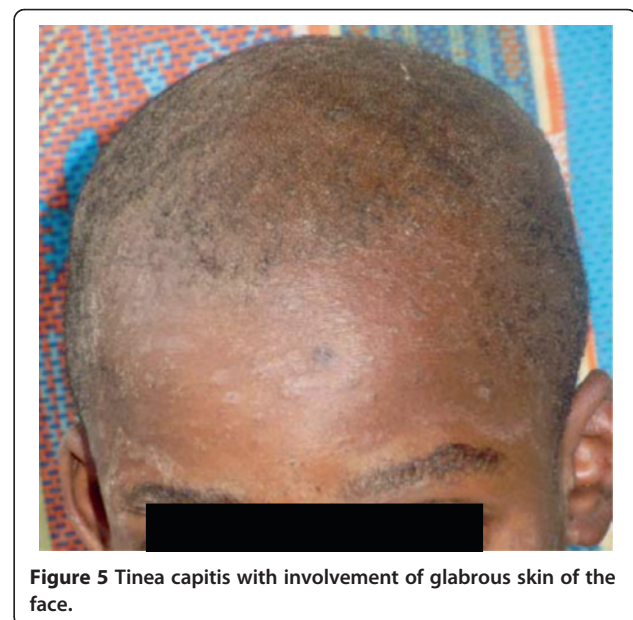 Figure 5 Tinea capitis with involvement of glabrous skin of the
face.